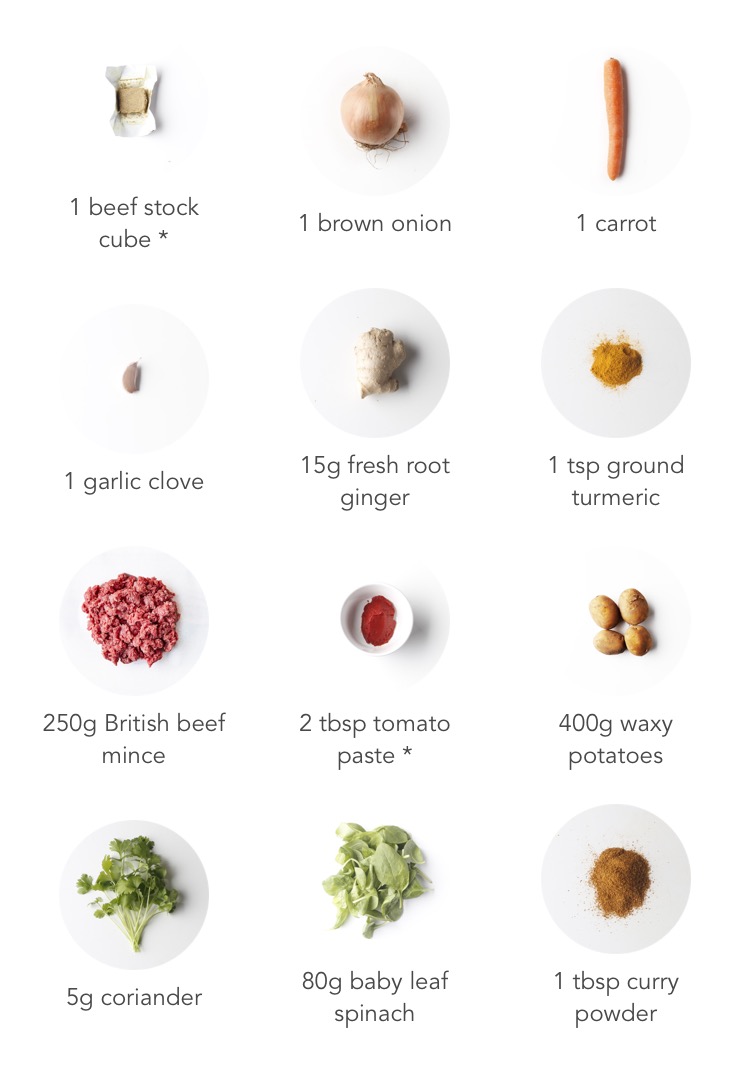 1 beef stock
cube *
1 brown onion
1 carrot
1 garlic clove
15g fresh root
ginger
1 tsp ground
turmeric
250g British beef
mince
2 tbsp tomato
paste *
400g waxy
potatoes
5g coriander
80g baby leaf
spinach
1 tbsp curry
powder